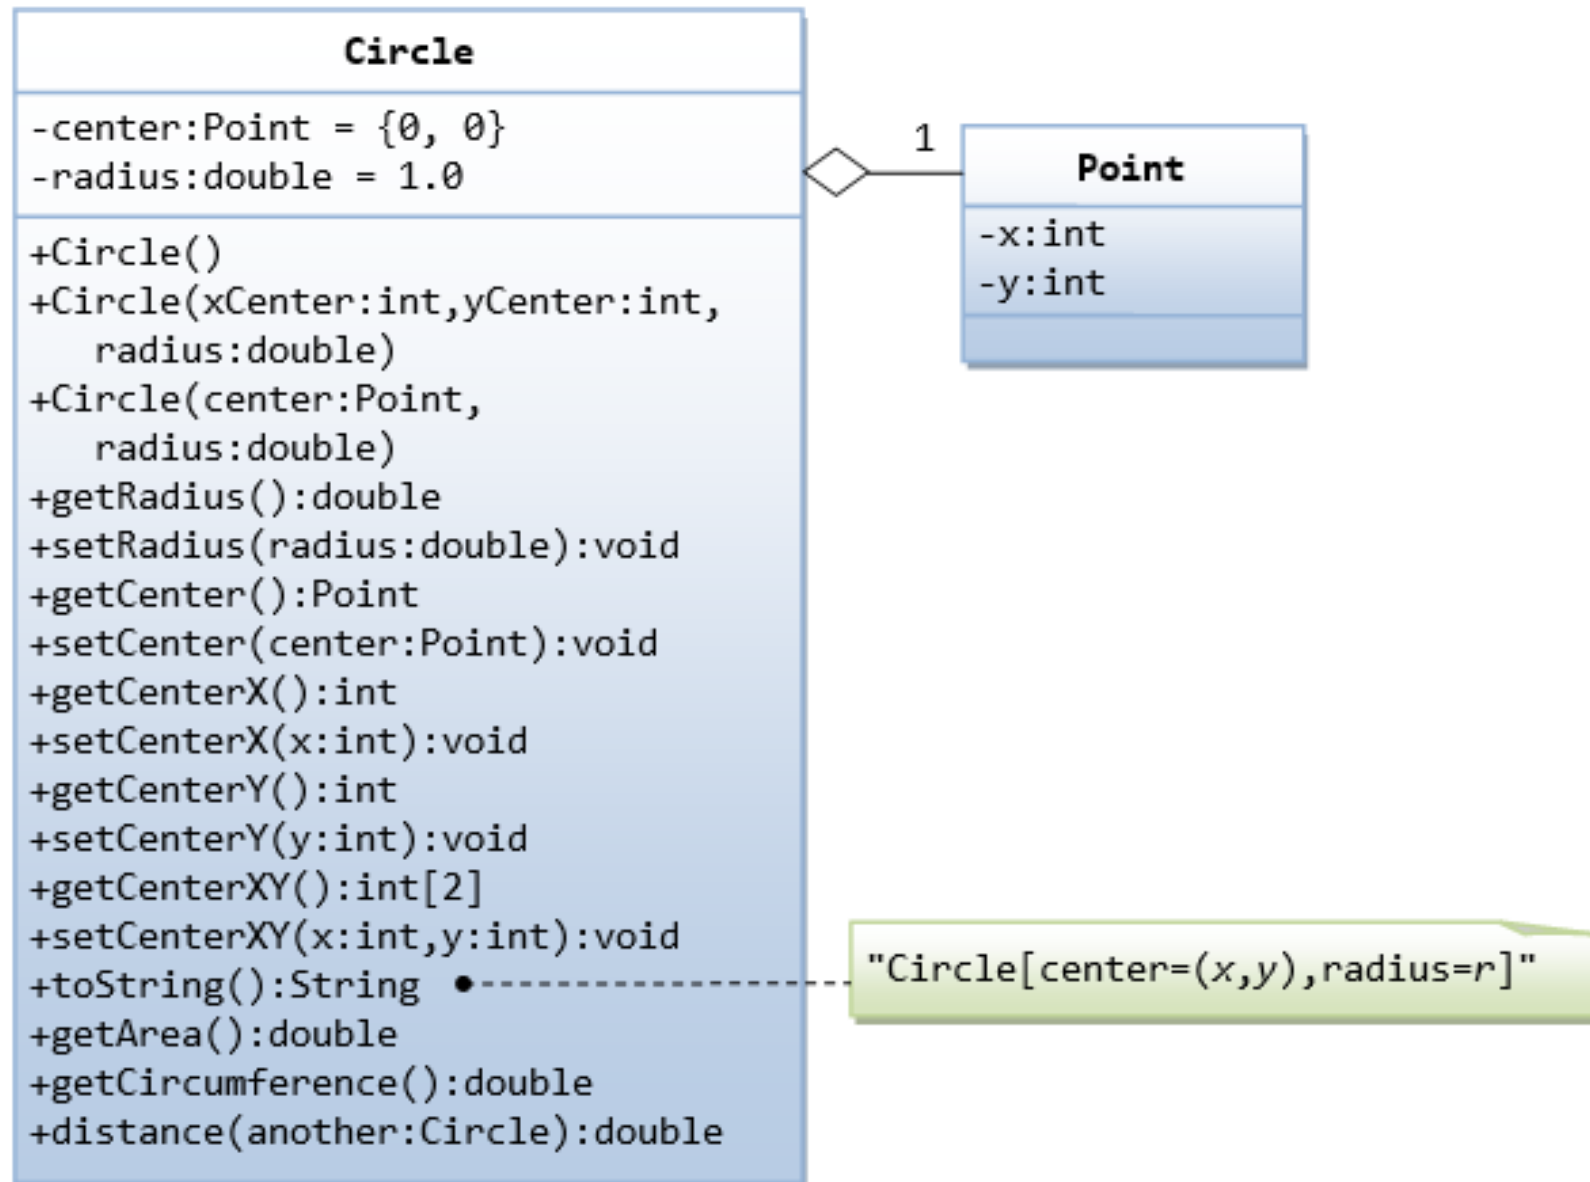 Circle
-center:Point = {0, 0}
-radius:double = 1.0
+Circle()
+Circle(xCenter:int,yCenter:int,
radius:double)
+Circle(center:Point,
radius:double)
+getRadius():double
+setRadius(radius:double):void
+getCenter():Point
+setCenter(center:Point):void
+getCenterX():int
+setCenterX(x:int):void
+getCenterY():int
+setCenterY(y:int):void
+getCenterXY():int[2]
+setCenterXY(x:int,y:int):void
+toString():String
+getArea():double
+getCircumference():double
+distance(another:Circle):double
1
Point
-x:int
-y:int
"Circle[center=(x,y),radius=r]"